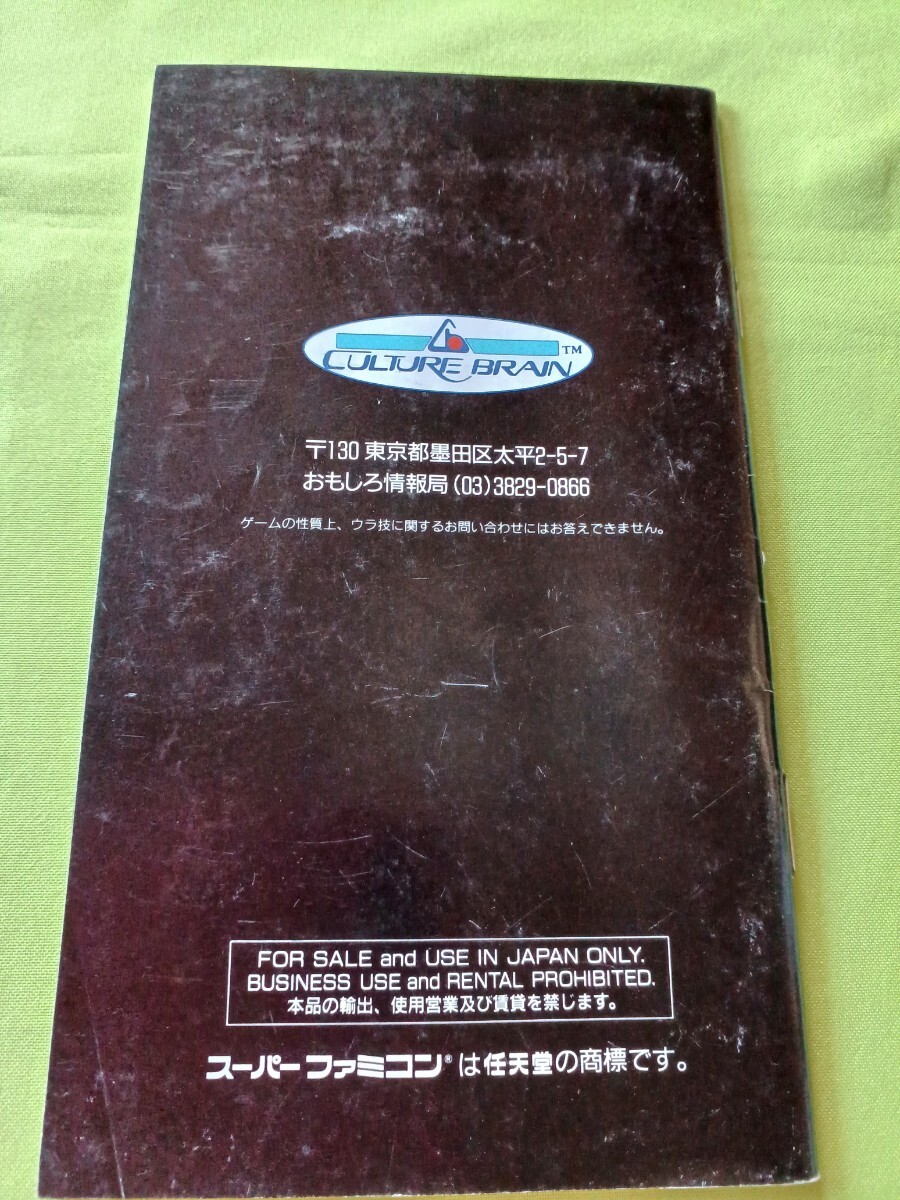 CULTURE BRAIN™
〒130 東京都墨田区太平2-5-7
おもしろ情報局 (03)3829-0866
ゲームの性質上、ウラ技に関するお問い合わせにはお答えできません。
FOR SALE and USE IN JAPAN ONLY.
BUSINESS USE and RENTAL PROHIBITED.
本品の輸出、使用営業及び賃貸を禁じます。
スーパーファミコン®は任天堂の商標です。